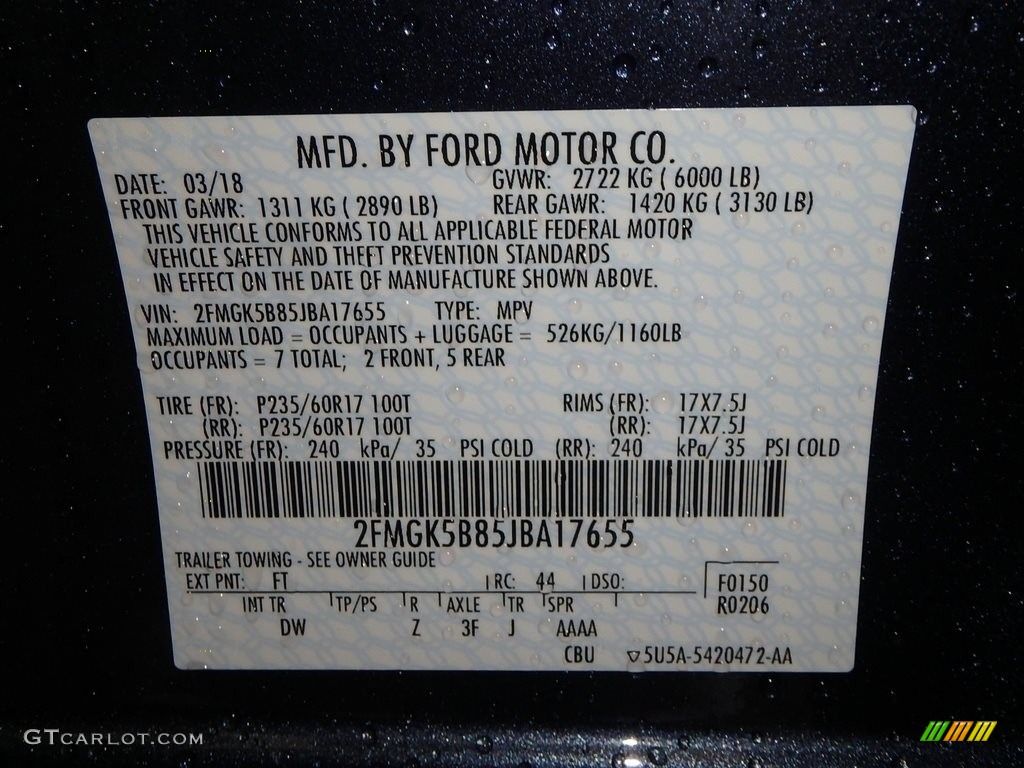 MFD. BY FORD MOTOR CO.
DATE: 03/18 GVWR: 2722 KG ( 6000 LB)
FRONT GAWR: 1311 KG ( 2890 LB) REAR GAWR: 1420 KG ( 3130 LB)
THIS VEHICLE CONFORMS TO ALL APPLICABLE FEDERAL MOTOR
VEHICLE SAFETY AND THEFT PREVENTION STANDARDS
IN EFFECT ON THE DATE OF MANUFACTURE SHOWN ABOVE.
VIN: 2FMGK5B85JBA17655 TYPE: MPV
MAXIMUM LOAD = OCCUPANTS + LUGGAGE = 526KG/1160LB
OCCUPANTS = 7 TOTAL; 2 FRONT, 5 REAR
TIRE (FR): P235/60R17 100T RIMS (FR): 17X7.5J
(RR): P235/60R17 100T (RR): 17X7.5J
PRESSURE (FR): 240 kPa/ 35 PSI COLD (RR): 240 kPa/ 35 PSI COLD
2FMGK5B85JBA17655
TRAILER TOWING - SEE OWNER GUIDE
EXT PNT: FT RC: 44 DSO: F0150
INT TR TP/PS R AXLE TR SPR R0206
DW Z 3F J AAAA
CBU ▽5U5A-5420472-AA
GTCARLOT.COM